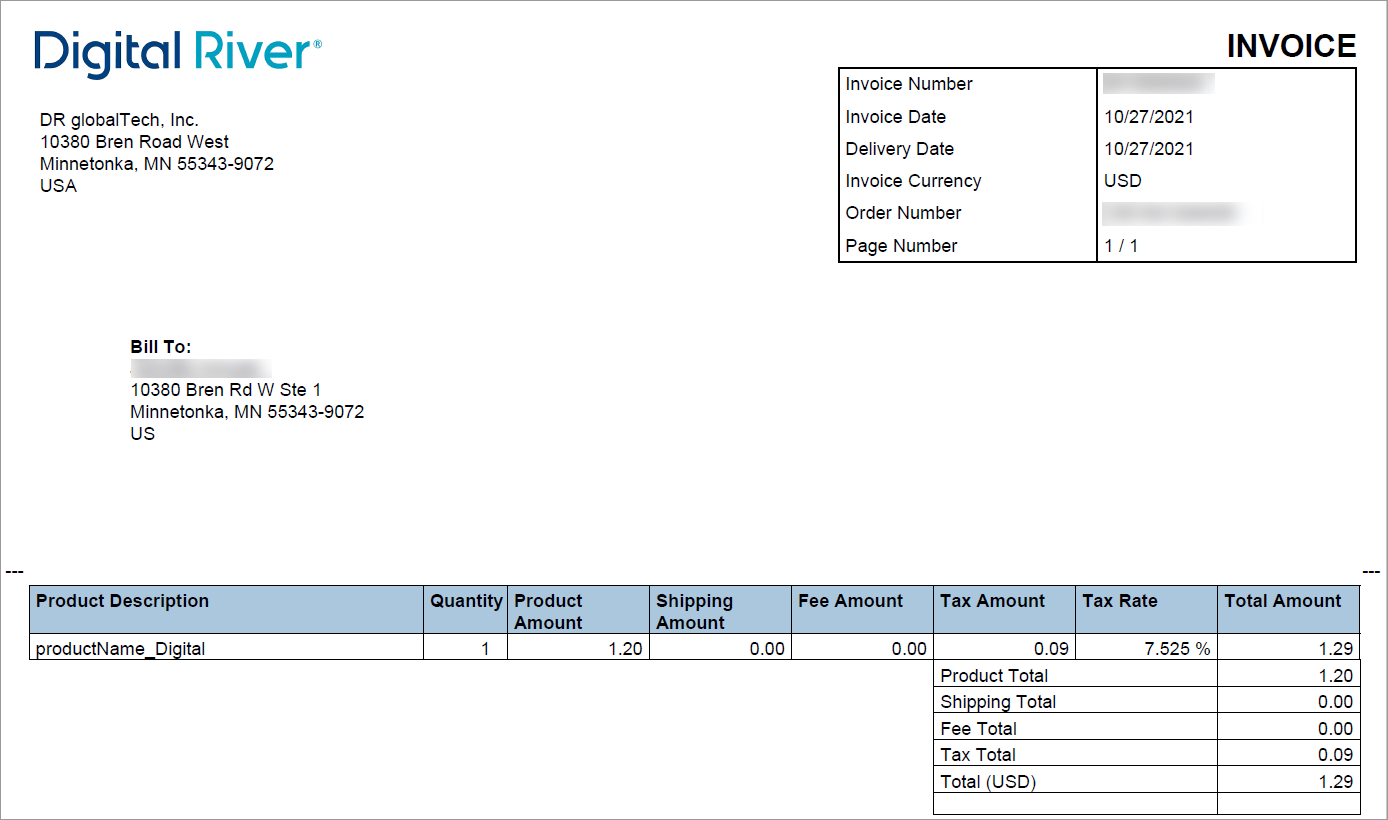 Digital River®
INVOICE
Invoice Number
Invoice Date 10/27/2021
Delivery Date 10/27/2021
Invoice Currency USD
Order Number
Page Number 1 / 1
DR globalTech, Inc.
10380 Bren Road West
Minnetonka, MN 55343-9072
USA
Bill To:
10380 Bren Rd W Ste 1
Minnetonka, MN 55343-9072
US
--- ---
Product Description Quantity Product Amount Shipping Amount Fee Amount Tax Amount Tax Rate Total Amount
productName_Digital 1 1.20 0.00 0.00 0.09 7.525 % 1.29
Product Total 1.20
Shipping Total 0.00
Fee Total 0.00
Tax Total 0.09
Total (USD) 1.29